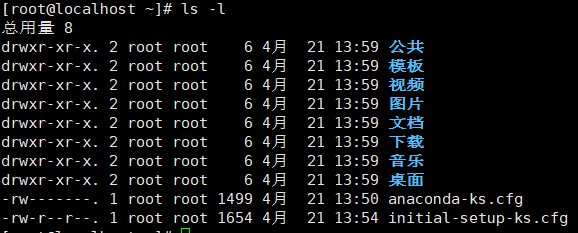 [root@localhost ~]# ls -l
总用量 8
drwxr-xr-x. 2 root root    6 4月  21 13:59 公共
drwxr-xr-x. 2 root root    6 4月  21 13:59 模板
drwxr-xr-x. 2 root root    6 4月  21 13:59 视频
drwxr-xr-x. 2 root root    6 4月  21 13:59 图片
drwxr-xr-x. 2 root root    6 4月  21 13:59 文档
drwxr-xr-x. 2 root root    6 4月  21 13:59 下载
drwxr-xr-x. 2 root root    6 4月  21 13:59 音乐
drwxr-xr-x. 2 root root    6 4月  21 13:59 桌面
-rw-------. 1 root root 1499 4月  21 13:50 anaconda-ks.cfg
-rw-r--r--. 1 root root 1654 4月  21 13:54 initial-setup-ks.cfg
[root@localhost ~]#